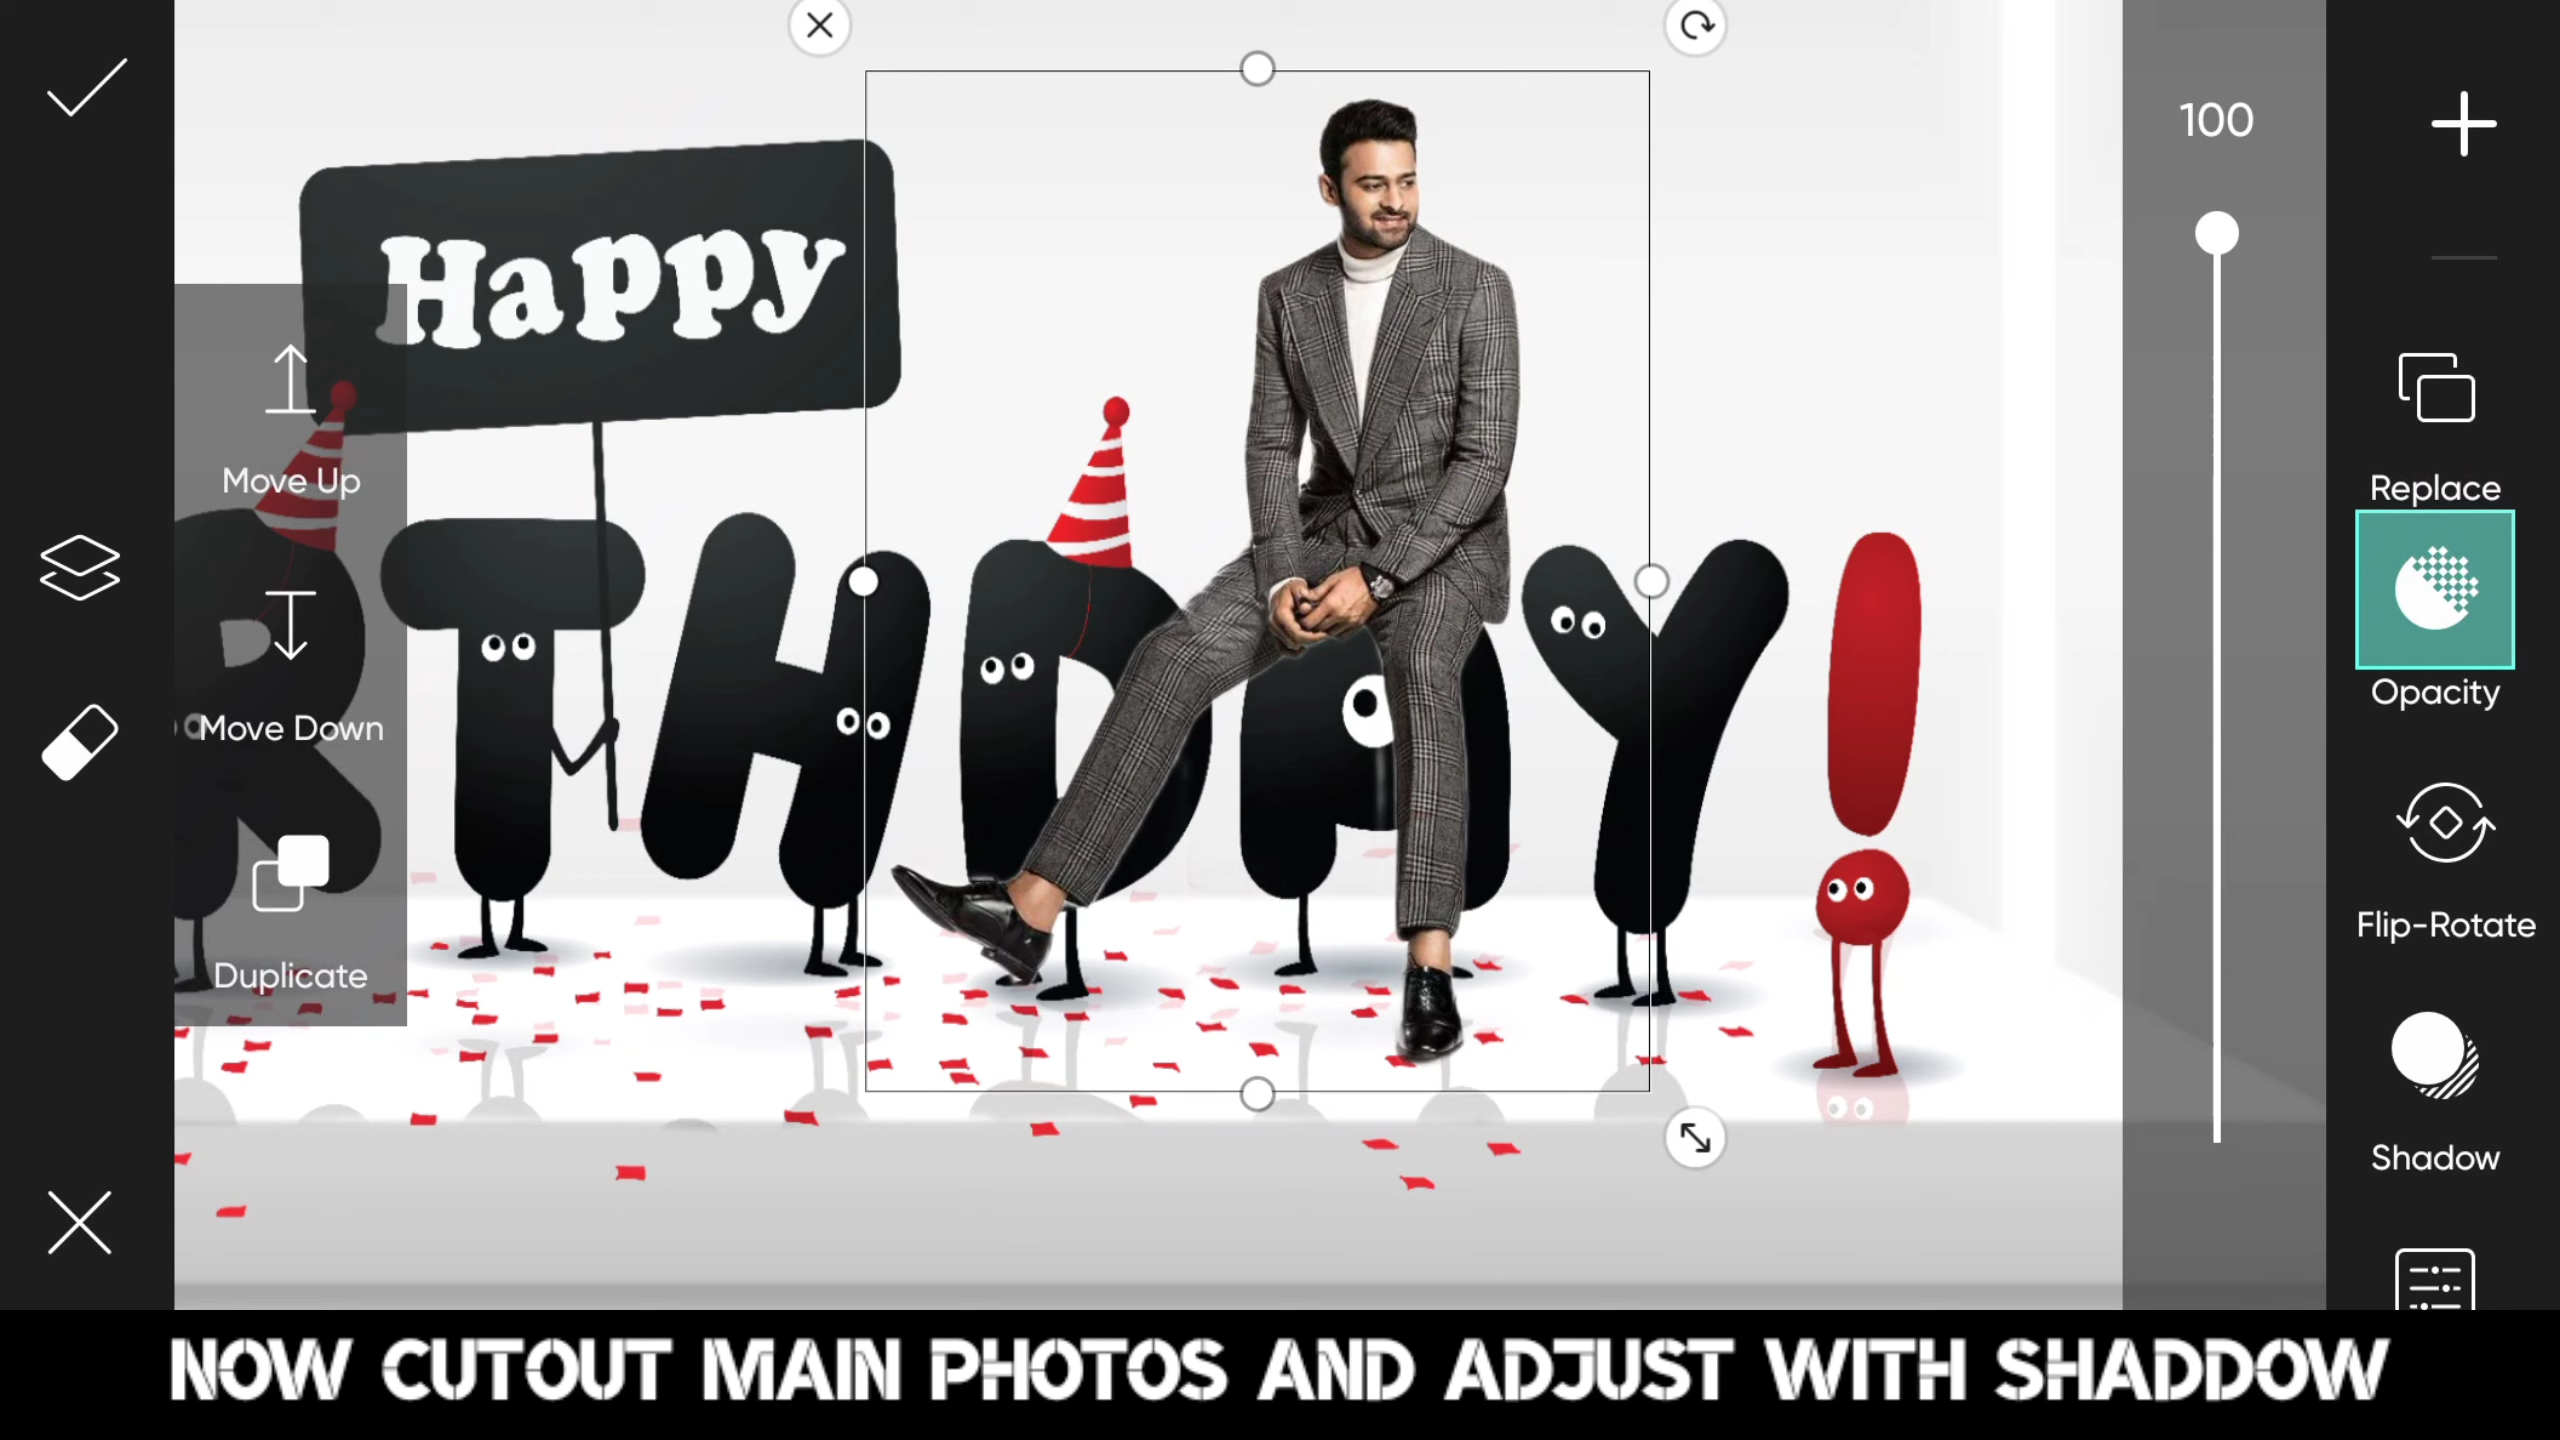 100
Happy
Move Up
Replace
THDAY!
R
Opacity
Move Down
Flip-Rotate
Duplicate
Shadow
NOW CUTOUT MAIN PHOTOS AND ADJUST WITH SHADDOW